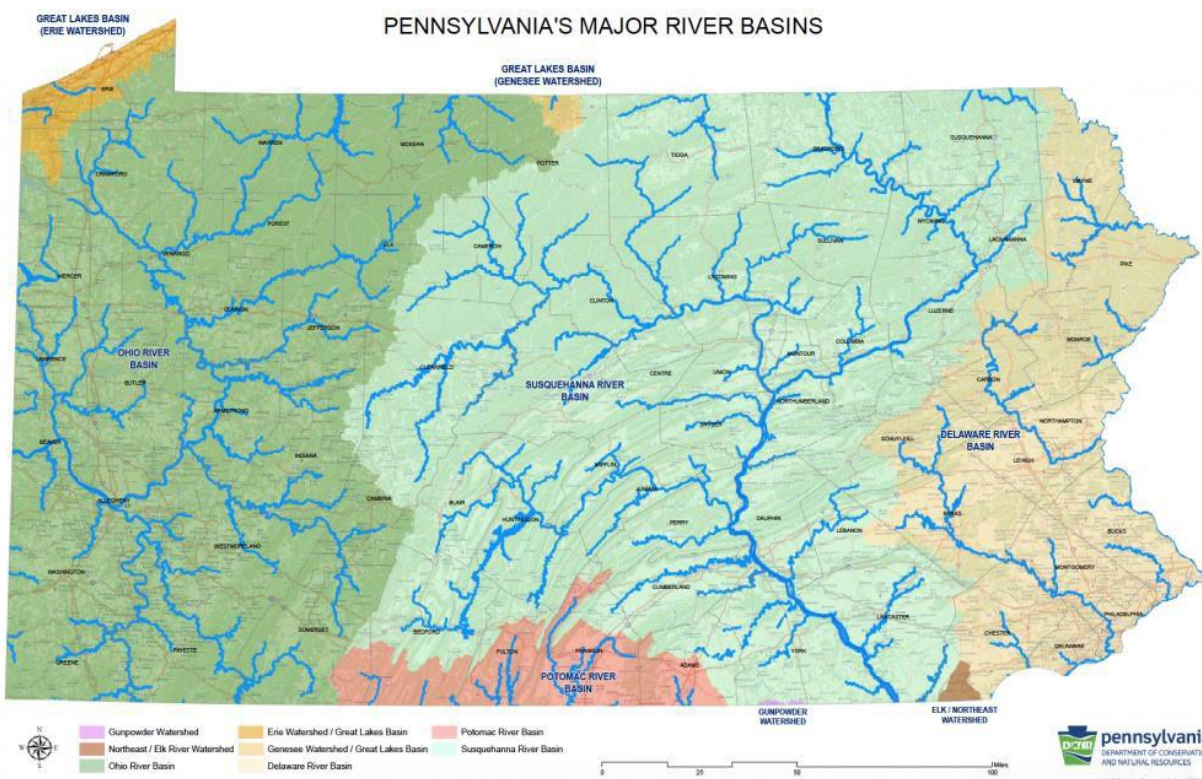 PENNSYLVANIA'S MAJOR RIVER BASINS
GREAT LAKES BASIN
(ERIE WATERSHED)
GREAT LAKES BASIN
(GENESEE WATERSHED)
ERIE
WARREN
MCKEAN
POTTER
TIOGA
BRADFORD
SUSQUEHANNA
WAYNE
CRAWFORD
FOREST
VENANGO
ELK
CAMERON
SULLIVAN
WYOMING
LACKAWANNA
PIKE
MERCER
CLARION
JEFFERSON
CLINTON
LYCOMING
LUZERNE
LAWRENCE
OHIO RIVER
BASIN
BUTLER
CLEARFIELD
CENTRE
UNION
MONTOUR
COLUMBIA
MONROE
CARBON
SUSQUEHANNA RIVER
BASIN
ARMSTRONG
NORTHUMBERLAND
SNYDER
NORTHAMPTON
BEAVER
INDIANA
SCHUYLKILL
DELAWARE RIVER
BASIN
LEHIGH
MIFFLIN
JUNIATA
ALLEGHENY
CAMBRIA
BLAIR
HUNTINGDON
PERRY
DAUPHIN
LEBANON
BERKS
BUCKS
WESTMORELAND
WASHINGTON
CUMBERLAND
MONTGOMERY
SOMERSET
BEDFORD
LANCASTER
PHILADELPHIA
CHESTER
DELAWARE
GREENE
FAYETTE
FULTON
FRANKLIN
ADAMS
YORK
POTOMAC RIVER
BASIN
GUNPOWDER
WATERSHED
ELK / NORTHEAST
WATERSHED
N
W
E
S
Gunpowder Watershed
Northeast / Elk River Watershed
Ohio River Basin
Erie Watershed / Great Lakes Basin
Genesee Watershed / Great Lakes Basin
Delaware River Basin
Potomac River Basin
Susquehanna River Basin
0 25 50 100
Miles
dcnr
pennsylvani
DEPARTMENT OF CONSERVATI
AND NATURAL RESOURCES